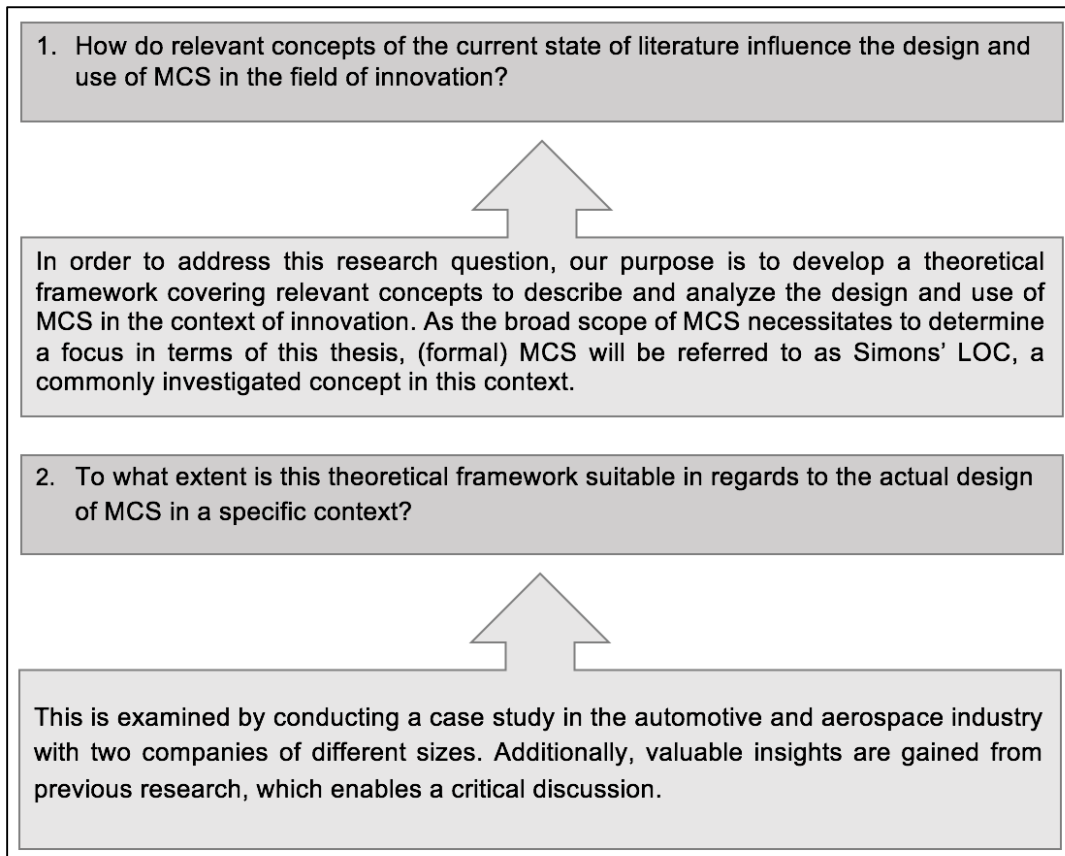 1. How do relevant concepts of the current state of literature influence the design and
use of MCS in the field of innovation?
In order to address this research question, our purpose is to develop a theoretical
framework covering relevant concepts to describe and analyze the design and use of
MCS in the context of innovation. As the broad scope of MCS necessitates to determine
a focus in terms of this thesis, (formal) MCS will be referred to as Simons’ LOC, a
commonly investigated concept in this context.
2. To what extent is this theoretical framework suitable in regards to the actual design
of MCS in a specific context?
This is examined by conducting a case study in the automotive and aerospace industry
with two companies of different sizes. Additionally, valuable insights are gained from
previous research, which enables a critical discussion.